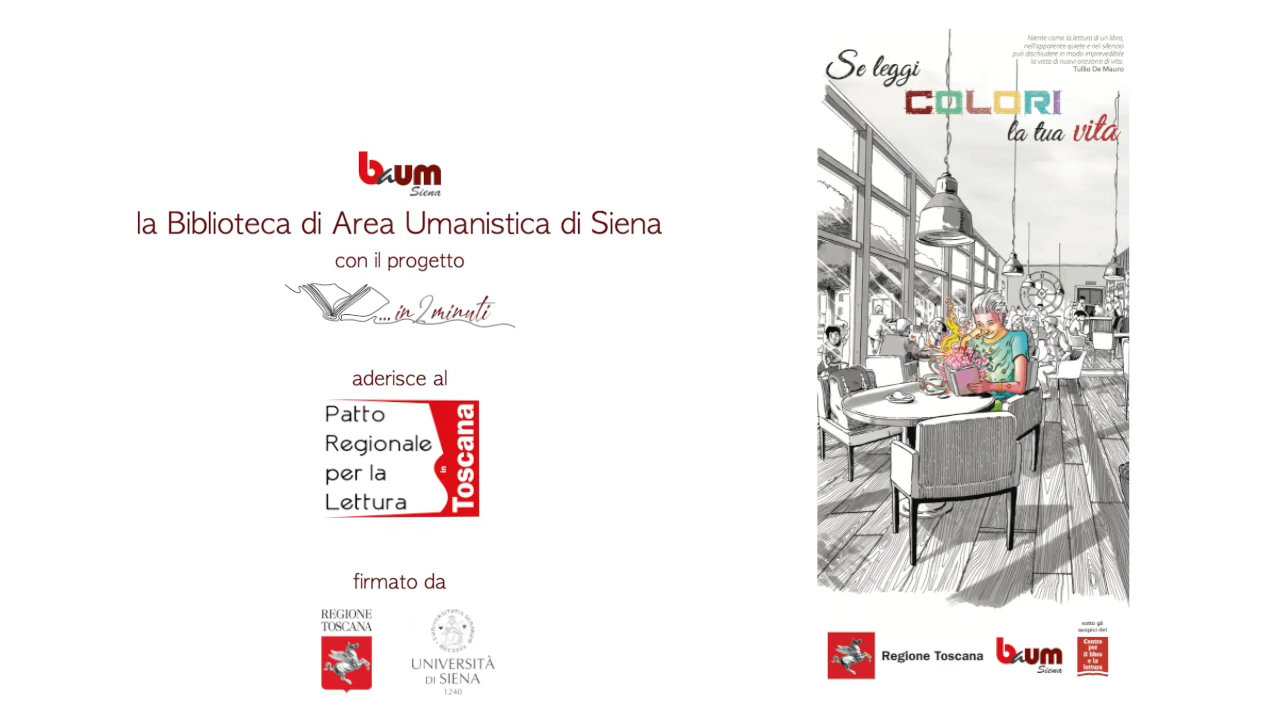 baum
Siena
la Biblioteca di Area Umanistica di Siena
con il progetto
...in2minuti
aderisce al
Patto
Regionale
per la
Lettura
in
Toscana
firmato da
REGIONE
TOSCANA
UNIVERSITÀ
DI SIENA
1240
Niente come la lettura di un libro,
nell'apparente quiete e nel silenzio
può dischiudere in modo imprevedibile
la vista di nuovi orizzonti di vita.
Tullio De Mauro
Se leggi
COLORI
la tua vita
Regione Toscana
baum
Siena
sotto gli
auspici del
Centro
per
il libro
e la
lettura